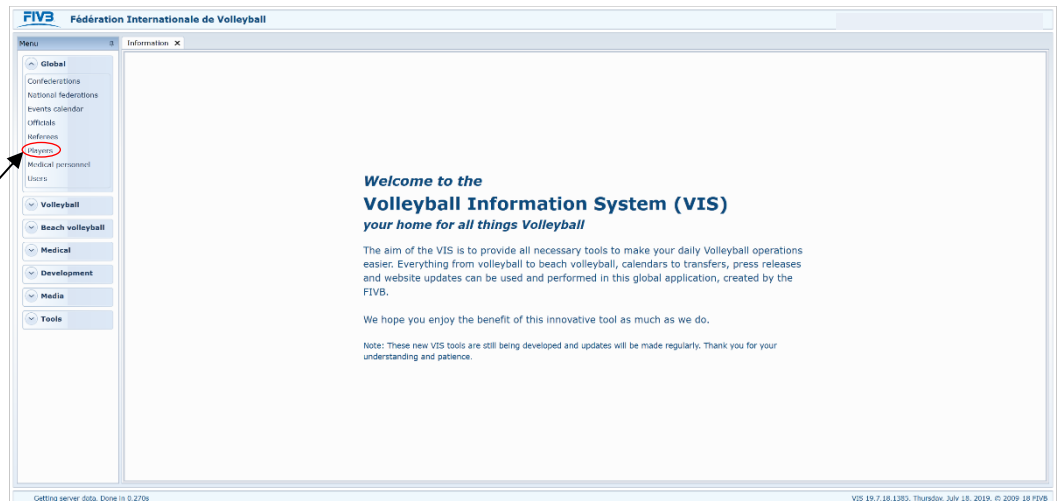 FIVB Fédération Internationale de Volleyball
Menu
Information X
Global
Confederations
National federations
Events calendar
Officials
Referees
Players
Medical personnel
Users
Volleyball
Beach volleyball
Medical
Development
Media
Tools
Welcome to the
Volleyball Information System (VIS)
your home for all things Volleyball
The aim of the VIS is to provide all necessary tools to make your daily Volleyball operations
easier. Everything from volleyball to beach volleyball, calendars to transfers, press releases
and website updates can be used and performed in this global application, created by the
FIVB.
We hope you enjoy the benefit of this innovative tool as much as we do.
Note: These new VIS tools are still being developed and updates will be made regularly. Thank you for your
understanding and patience.
Getting server data. Done in 0.270s
VIS 19.7.18.1385, Thursday, July 18, 2019, © 2009 18 FIVB